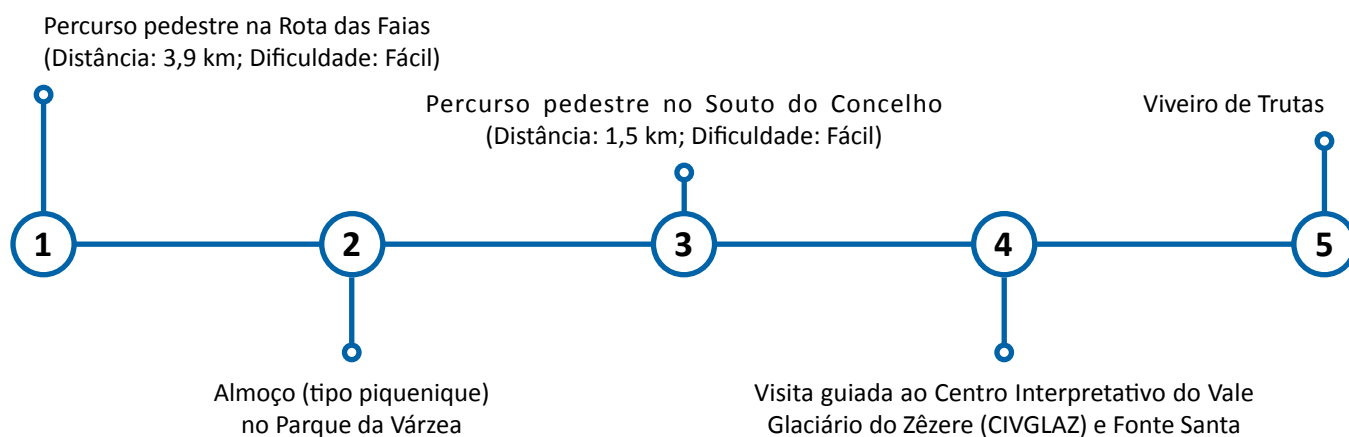 Percurso pedestre na Rota das Faias
(Distância: 3,9 km; Dificuldade: Fácil)
Percurso pedestre no Souto do Concelho
(Distância: 1,5 km; Dificuldade: Fácil)
Viveiro de Trutas
1
2
3
4
5
Almoço (tipo piquenique)
no Parque da Várzea
Visita guiada ao Centro Interpretativo do Vale
Glaciário do Zêzere (CIVGLAZ) e Fonte Santa